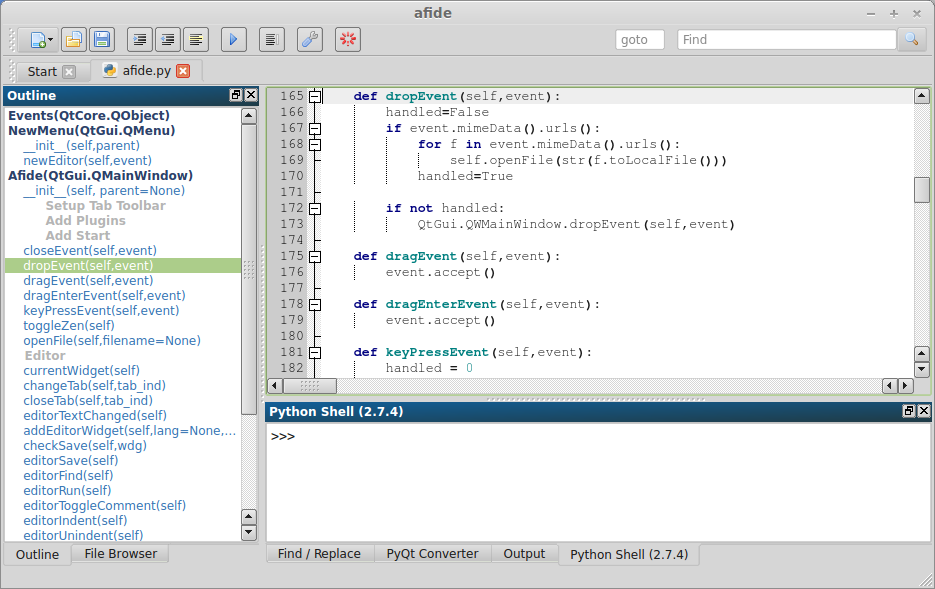 afide
goto
Find
Start
afide.py
Outline
Events(QtCore.QObject)
NewMenu(QtGui.QMenu)
__init__(self,parent)
newEditor(self,event)
Afide(QtGui.QMainWindow)
__init__(self, parent=None)
Setup Tab Toolbar
Add Plugins
Add Start
closeEvent(self,event)
dropEvent(self,event)
dragEvent(self,event)
dragEnterEvent(self,event)
keyPressEvent(self,event)
toggleZen(self)
openFile(self,filename=None)
Editor
currentWidget(self)
changeTab(self,tab_ind)
closeTab(self,tab_ind)
editorTextChanged(self)
addEditorWidget(self,lang=None,...
checkSave(self,wdg)
editorSave(self)
editorFind(self)
editorRun(self)
editorToggleComment(self)
editorIndent(self)
editorUnindent(self)
Outline
File Browser
165 def dropEvent(self,event):
166 handled=False
167 if event.mimeData().urls():
168 for f in event.mimeData().urls():
169 self.openFile(str(f.toLocalFile()))
170 handled=True
171
172 if not handled:
173 QtGui.QWMainWindow.dropEvent(self,event)
174
175 def dragEvent(self,event):
176 event.accept()
177
178 def dragEnterEvent(self,event):
179 event.accept()
180
181 def keyPressEvent(self,event):
182 handled = 0
Python Shell (2.7.4)
>>>
Find / Replace
PyQt Converter
Output
Python Shell (2.7.4)